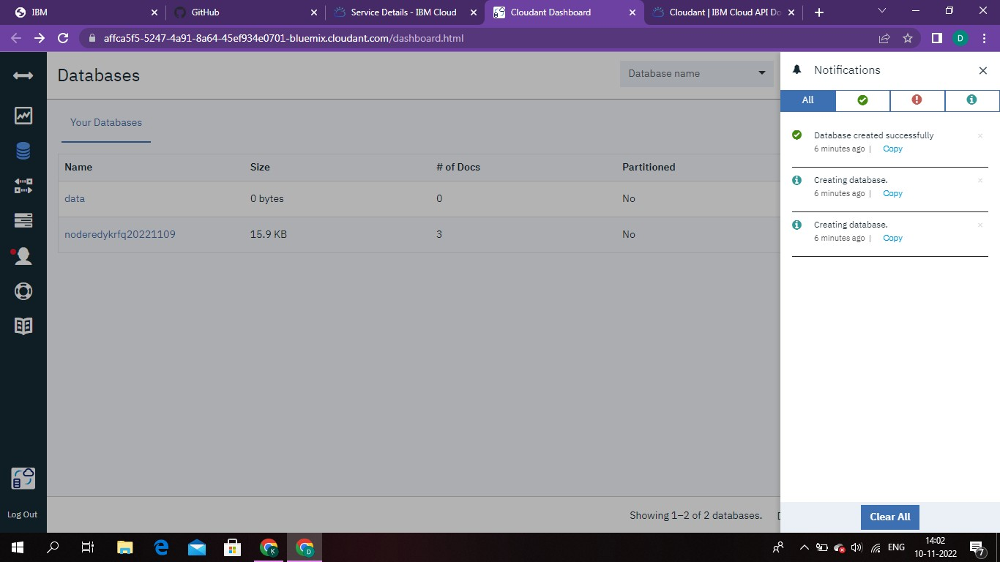 IBM
GitHub
Service Details - IBM Cloud
Cloudant Dashboard
Cloudant | IBM Cloud API Do
affca5f5-5247-4a91-8a64-45ef934e0701-bluemix.cloudant.com/dashboard.html
D
Databases
Database name
Notifications
All
Your Databases
Database created successfully
6 minutes ago | Copy
Name Size # of Docs Partitioned
Creating database.
6 minutes ago | Copy
data 0 bytes 0 No
Creating database.
6 minutes ago | Copy
noderedykrfq20221109 15.9 KB 3 No
Log Out
Showing 1–2 of 2 databases.
Clear All
K
D
ENG
14:02
10-11-2022
7